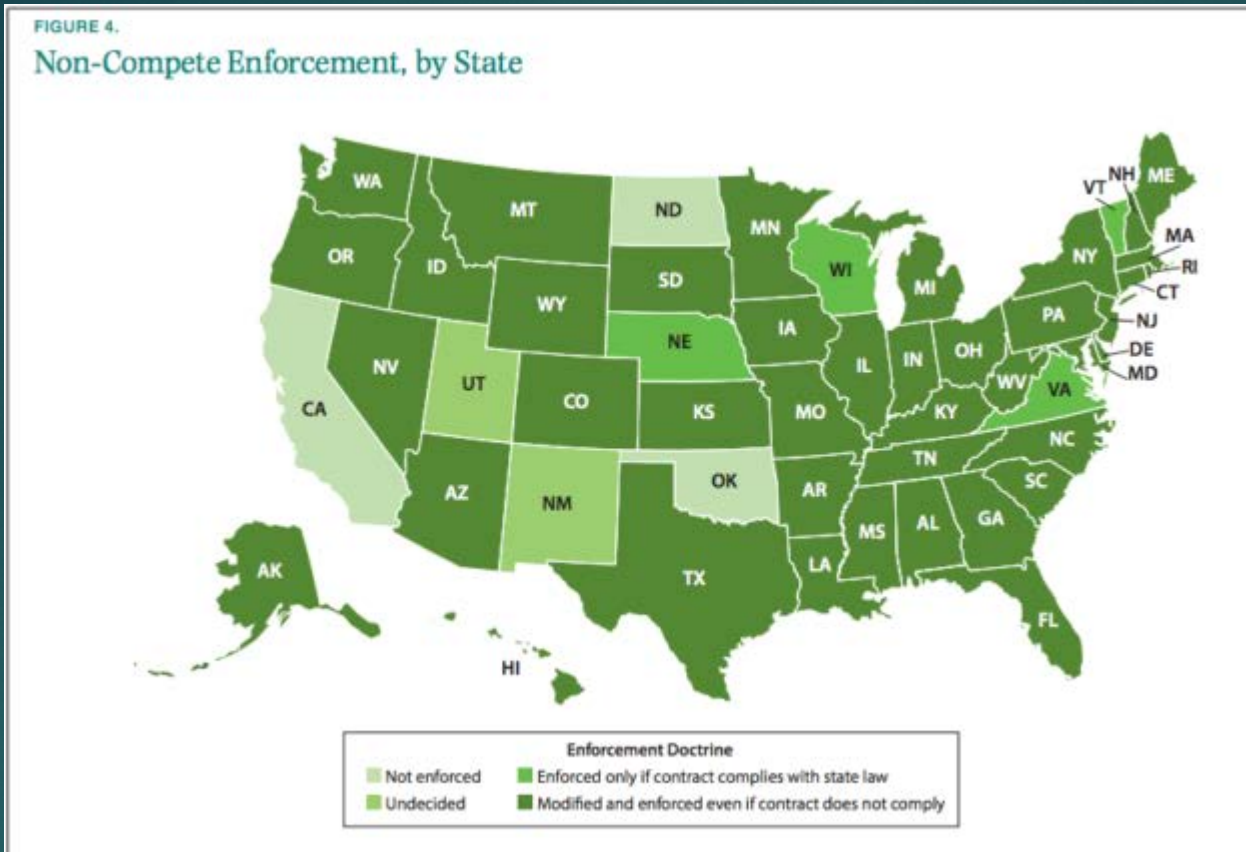 FIGURE 4.
Non-Compete Enforcement, by State
WA
MT
ND
MN
VT
NH
ME
OR
ID
SD
WI
MI
NY
MA
RI
CT
WY
IA
PA
NJ
NV
UT
NE
IL
IN
OH
DE
MD
CA
CO
KS
MO
WV
VA
KY
AZ
NM
OK
AR
TN
NC
SC
MS
AL
GA
LA
TX
AK
FL
HI
Enforcement Doctrine
Not enforced
Enforced only if contract complies with state law
Undecided
Modified and enforced even if contract does not comply